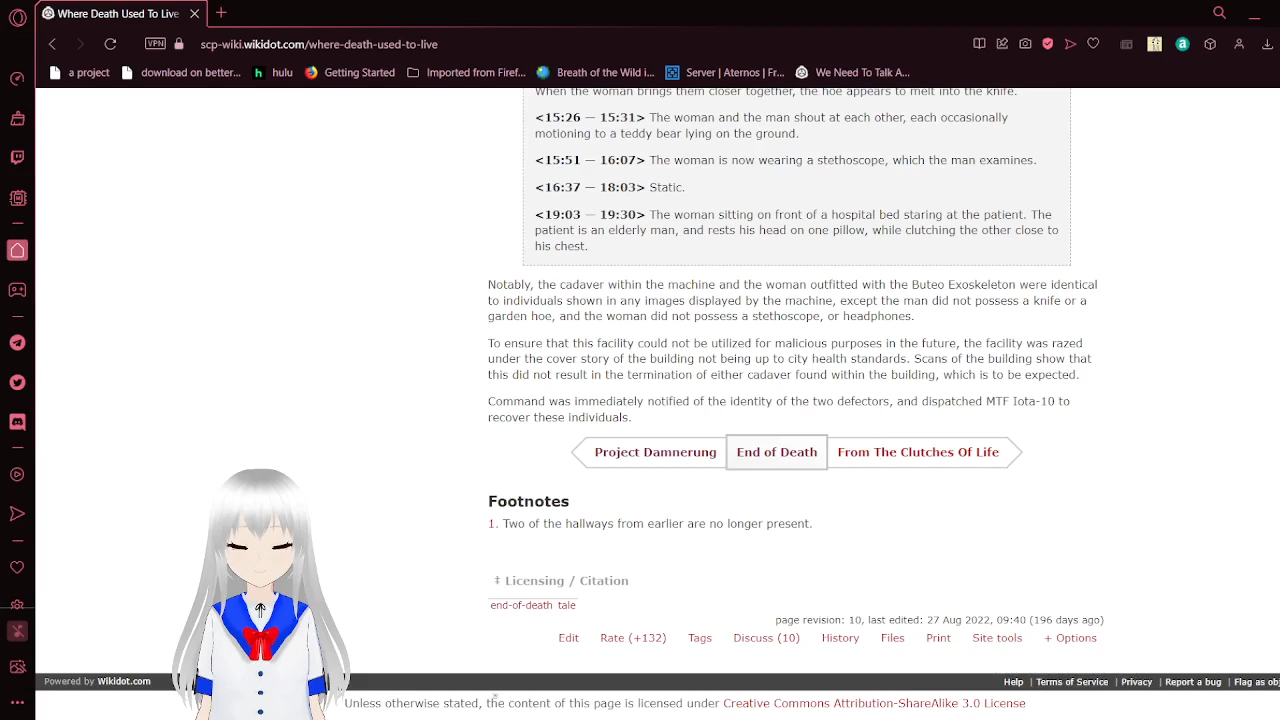 Where Death Used To Live
VPN
scp-wiki.wikidot.com/where-death-used-to-live
a project
download on better...
hulu
Getting Started
Imported from Firef...
Breath of the Wild i...
Server | Aternos | Fr...
We Need To Talk A...
When the woman brings them closer together, the hoe appears to melt into the knife.
<15:26 — 15:31> The woman and the man shout at each other, each occasionally
motioning to a teddy bear lying on the ground.
<15:51 — 16:07> The woman is now wearing a stethoscope, which the man examines.
<16:37 — 18:03> Static.
<19:03 — 19:30> The woman sitting on front of a hospital bed staring at the patient. The
patient is an elderly man, and rests his head on one pillow, while clutching the other close to
his chest.
Notably, the cadaver within the machine and the woman outfitted with the Buteo Exoskeleton were identical
to individuals shown in any images displayed by the machine, except the man did not possess a knife or a
garden hoe, and the woman did not possess a stethoscope, or headphones.
To ensure that this facility could not be utilized for malicious purposes in the future, the facility was razed
under the cover story of the building not being up to city health standards. Scans of the building show that
this did not result in the termination of either cadaver found within the building, which is to be expected.
Command was immediately notified of the identity of the two defectors, and dispatched MTF Iota-10 to
recover these individuals.
Project Damnerung
End of Death
From The Clutches Of Life
Footnotes
1. Two of the hallways from earlier are no longer present.
‡ Licensing / Citation
end-of-death tale
page revision: 10, last edited: 27 Aug 2022, 09:40 (196 days ago)
Edit
Rate (+132)
Tags
Discuss (10)
History
Files
Print
Site tools
+ Options
Powered by Wikidot.com
Help | Terms of Service | Privacy | Report a bug | Flag as obj
Unless otherwise stated, the content of this page is licensed under Creative Commons Attribution-ShareAlike 3.0 License